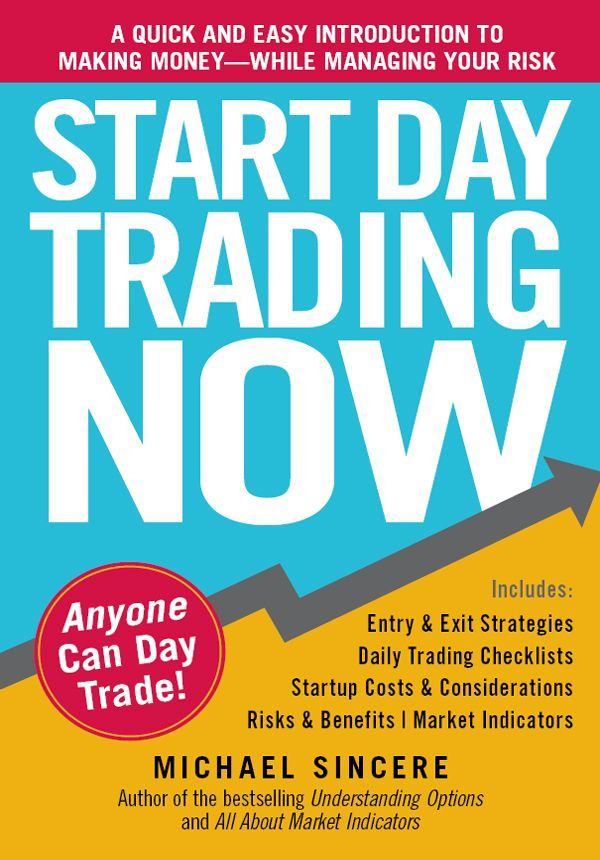 A QUICK AND EASY INTRODUCTION TO
MAKING MONEY—WHILE MANAGING YOUR RISK
START DAY
TRADING
NOW
Anyone
Can Day
Trade!
Includes:
Entry & Exit Strategies
Daily Trading Checklists
Startup Costs & Considerations
Risks & Benefits | Market Indicators
MICHAEL SINCERE
Author of the bestselling Understanding Options
and All About Market Indicators